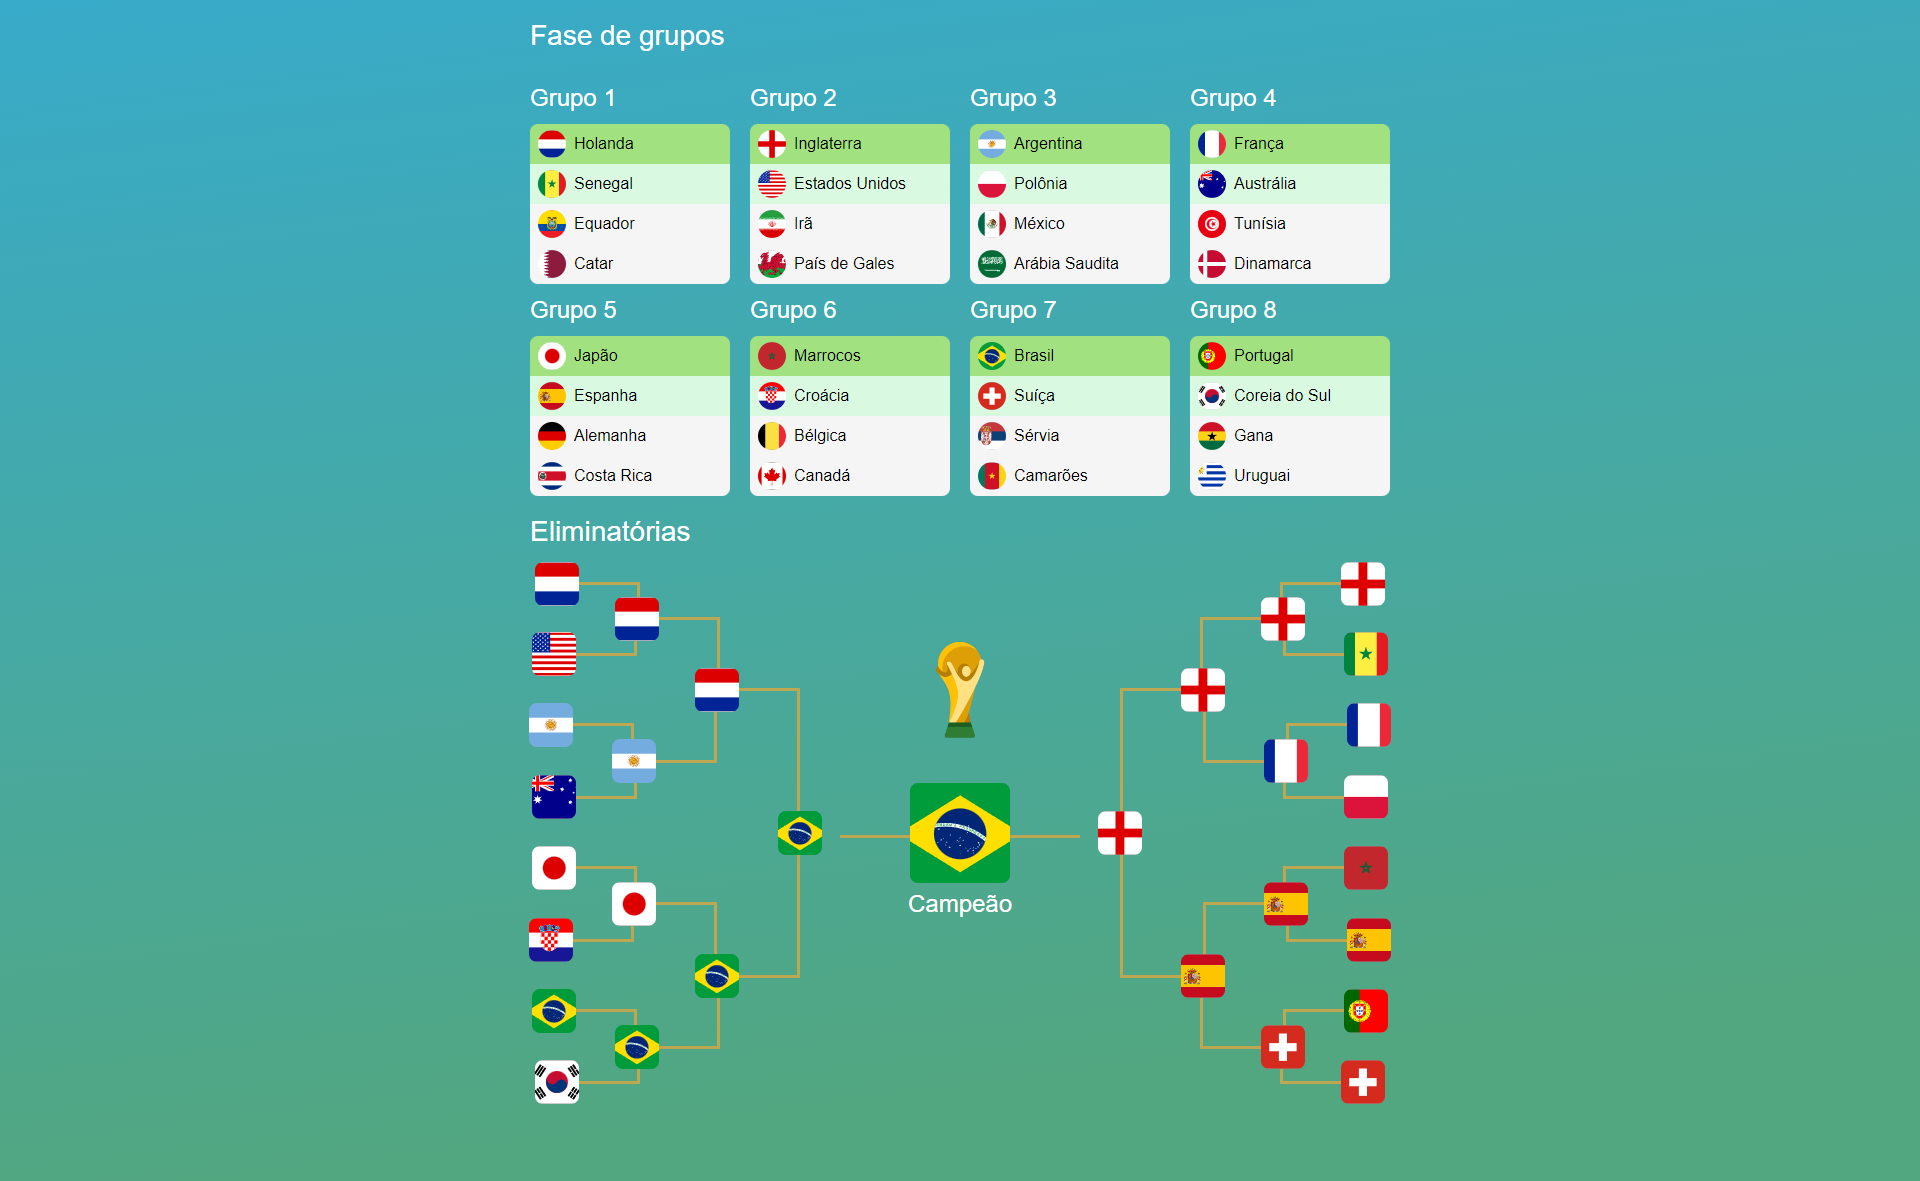 Fase de grupos
Grupo 1
Holanda
Senegal
Equador
Catar
Grupo 2
Inglaterra
Estados Unidos
Irã
País de Gales
Grupo 3
Argentina
Polônia
México
Arábia Saudita
Grupo 4
França
Austrália
Tunísia
Dinamarca
Grupo 5
Japão
Espanha
Alemanha
Costa Rica
Grupo 6
Marrocos
Croácia
Bélgica
Canadá
Grupo 7
Brasil
Suíça
Sérvia
Camarões
Grupo 8
Portugal
Coreia do Sul
Gana
Uruguai
Eliminatórias
Campeão